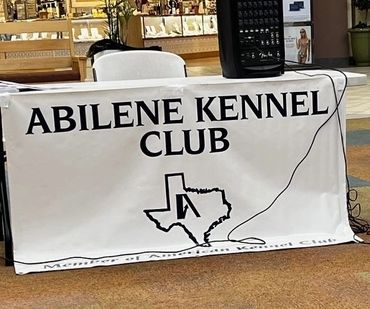 ABILENE KENNEL
CLUB
Member of American Kennel Club